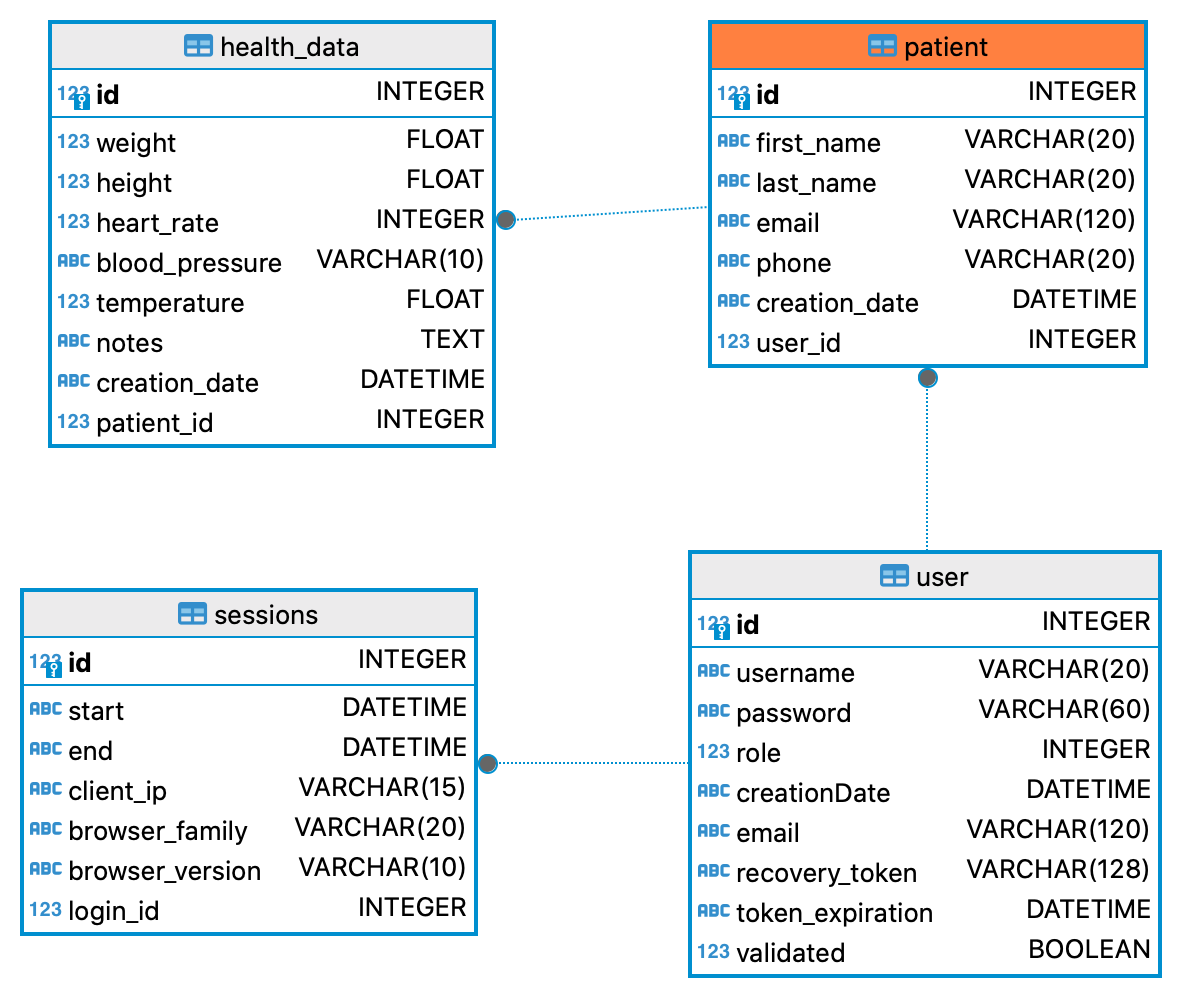 health_data
123 id INTEGER
123 weight FLOAT
123 height FLOAT
123 heart_rate INTEGER
ABC blood_pressure VARCHAR(10)
123 temperature FLOAT
ABC notes TEXT
ABC creation_date DATETIME
123 patient_id INTEGER
patient
123 id INTEGER
ABC first_name VARCHAR(20)
ABC last_name VARCHAR(20)
ABC email VARCHAR(120)
ABC phone VARCHAR(20)
ABC creation_date DATETIME
123 user_id INTEGER
sessions
123 id INTEGER
ABC start DATETIME
ABC end DATETIME
ABC client_ip VARCHAR(15)
ABC browser_family VARCHAR(20)
ABC browser_version VARCHAR(10)
123 login_id INTEGER
user
123 id INTEGER
ABC username VARCHAR(20)
ABC password VARCHAR(60)
123 role INTEGER
ABC creationDate DATETIME
ABC email VARCHAR(120)
ABC recovery_token VARCHAR(128)
ABC token_expiration DATETIME
123 validated BOOLEAN